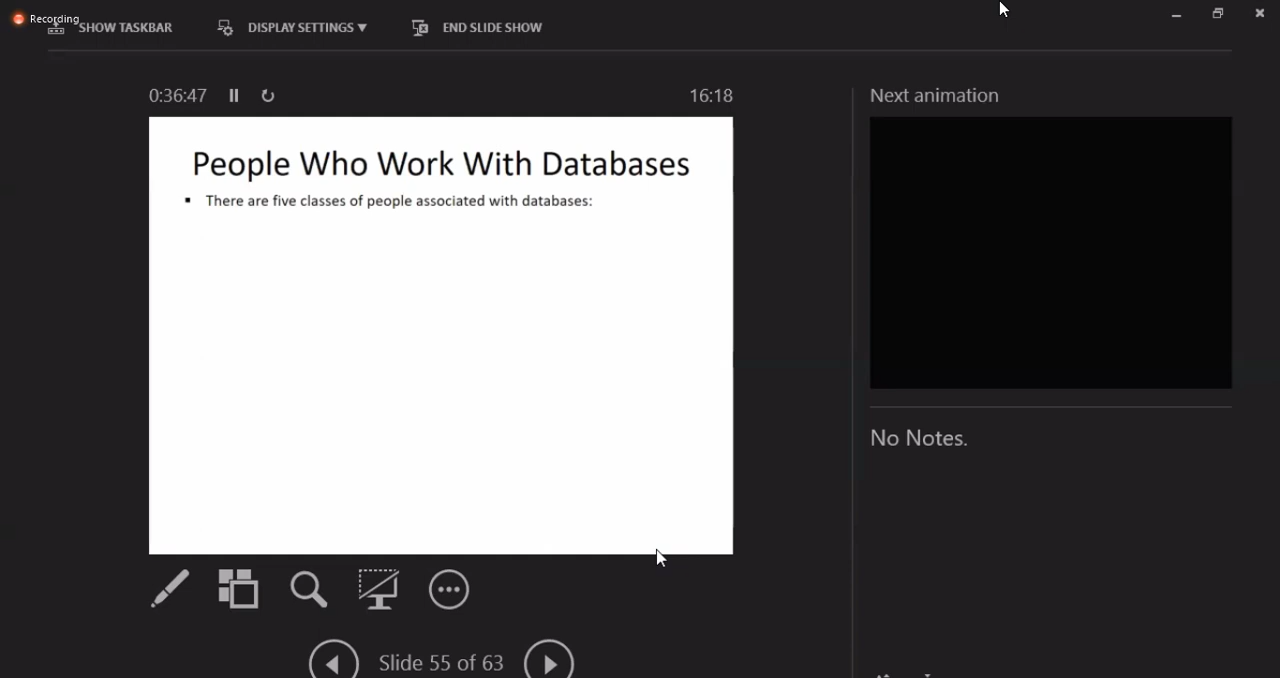 Recording
SHOW TASKBAR
DISPLAY SETTINGS ▼
END SLIDE SHOW
0:36:47
16:18
Next animation
People Who Work With Databases
▪ There are five classes of people associated with databases:
No Notes.
Slide 55 of 63